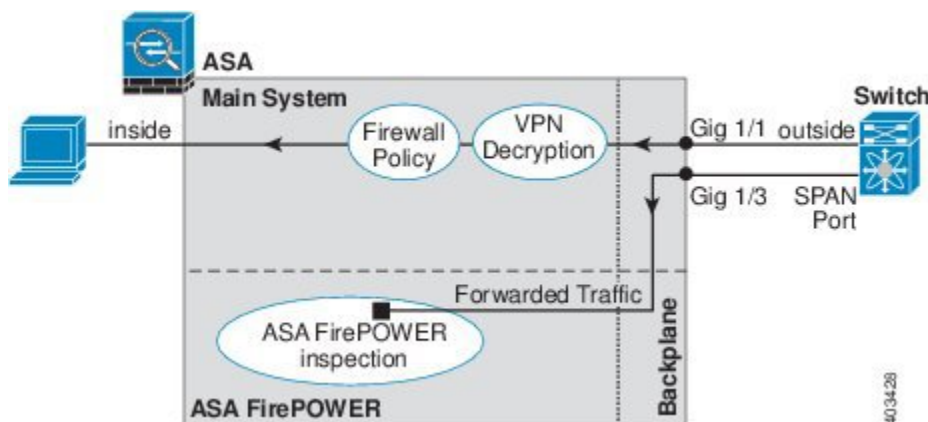 ASA
Main System
Switch
inside
Firewall
Policy
VPN
Decryption
Gig 1/1
outside
Gig 1/3
SPAN
Port
Forwarded Traffic
ASA FirePOWER
inspection
Backplane
ASA FirePOWER
403428